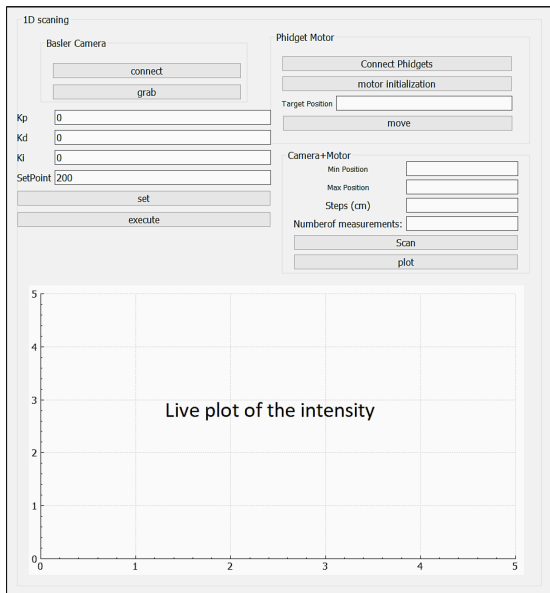 1D scaning
Basler Camera
connect
grab
Kp 0
Kd 0
Ki 0
SetPoint 200
set
execute
Phidget Motor
Connect Phidgets
motor initialization
Target Position
move
Camera+Motor
Min Position
Max Position
Steps (cm)
Numberof measurements:
Scan
plot
5
4
3
2
1
0
Live plot of the intensity
0 1 2 3 4 5